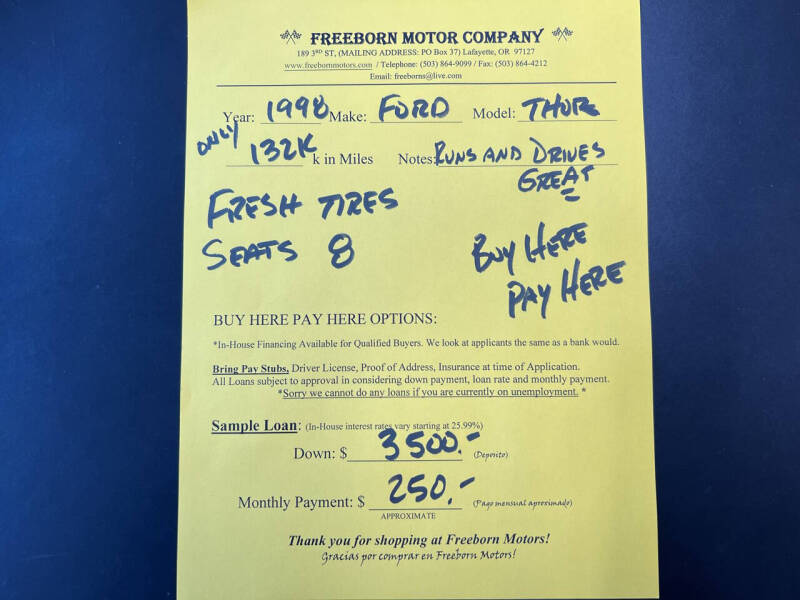 FREEBORN MOTOR COMPANY
189 3RD ST, (MAILING ADDRESS: PO Box 37) Lafayette, OR 97127
www.freebornmotors.com / Telephone: (503) 864-9099 / Fax: (503) 864-4212
Email: freeborns@live.com
Year: 1998 Make: FORD Model: THOR
ONLY 132K k in Miles Notes: RUNS AND DRIVES
GREAT
FRESH TIRES
SEATS 8
BUY HERE
PAY HERE
BUY HERE PAY HERE OPTIONS:
*In-House Financing Available for Qualified Buyers. We look at applicants the same as a bank would.
Bring Pay Stubs, Driver License, Proof of Address, Insurance at time of Application.
All Loans subject to approval in considering down payment, loan rate and monthly payment.
*Sorry we cannot do any loans if you are currently on unemployment. *
Sample Loan: (In-House interest rates vary starting at 25.99%)
Down: $ 3500.- (Deposito)
Monthly Payment: $ 250.- (Pago mensual aproximado)
APPROXIMATE
Thank you for shopping at Freeborn Motors!
Gracias por comprar en Freeborn Motors!